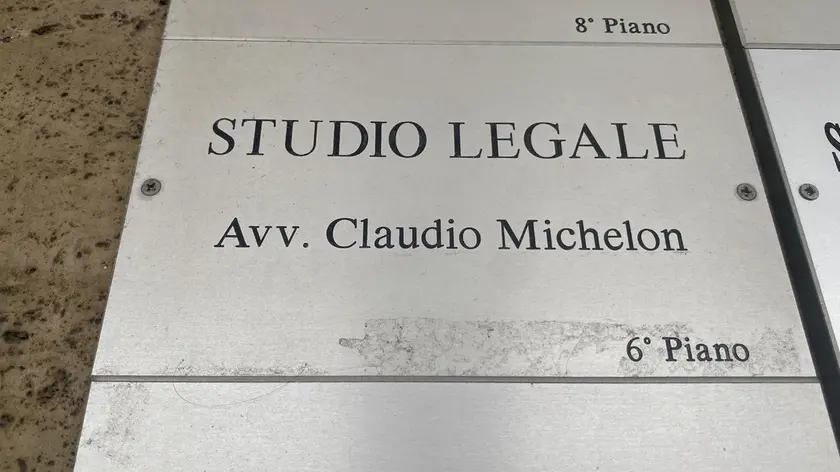 8° Piano
STUDIO LEGALE
Avv. Claudio Michelon
6° Piano